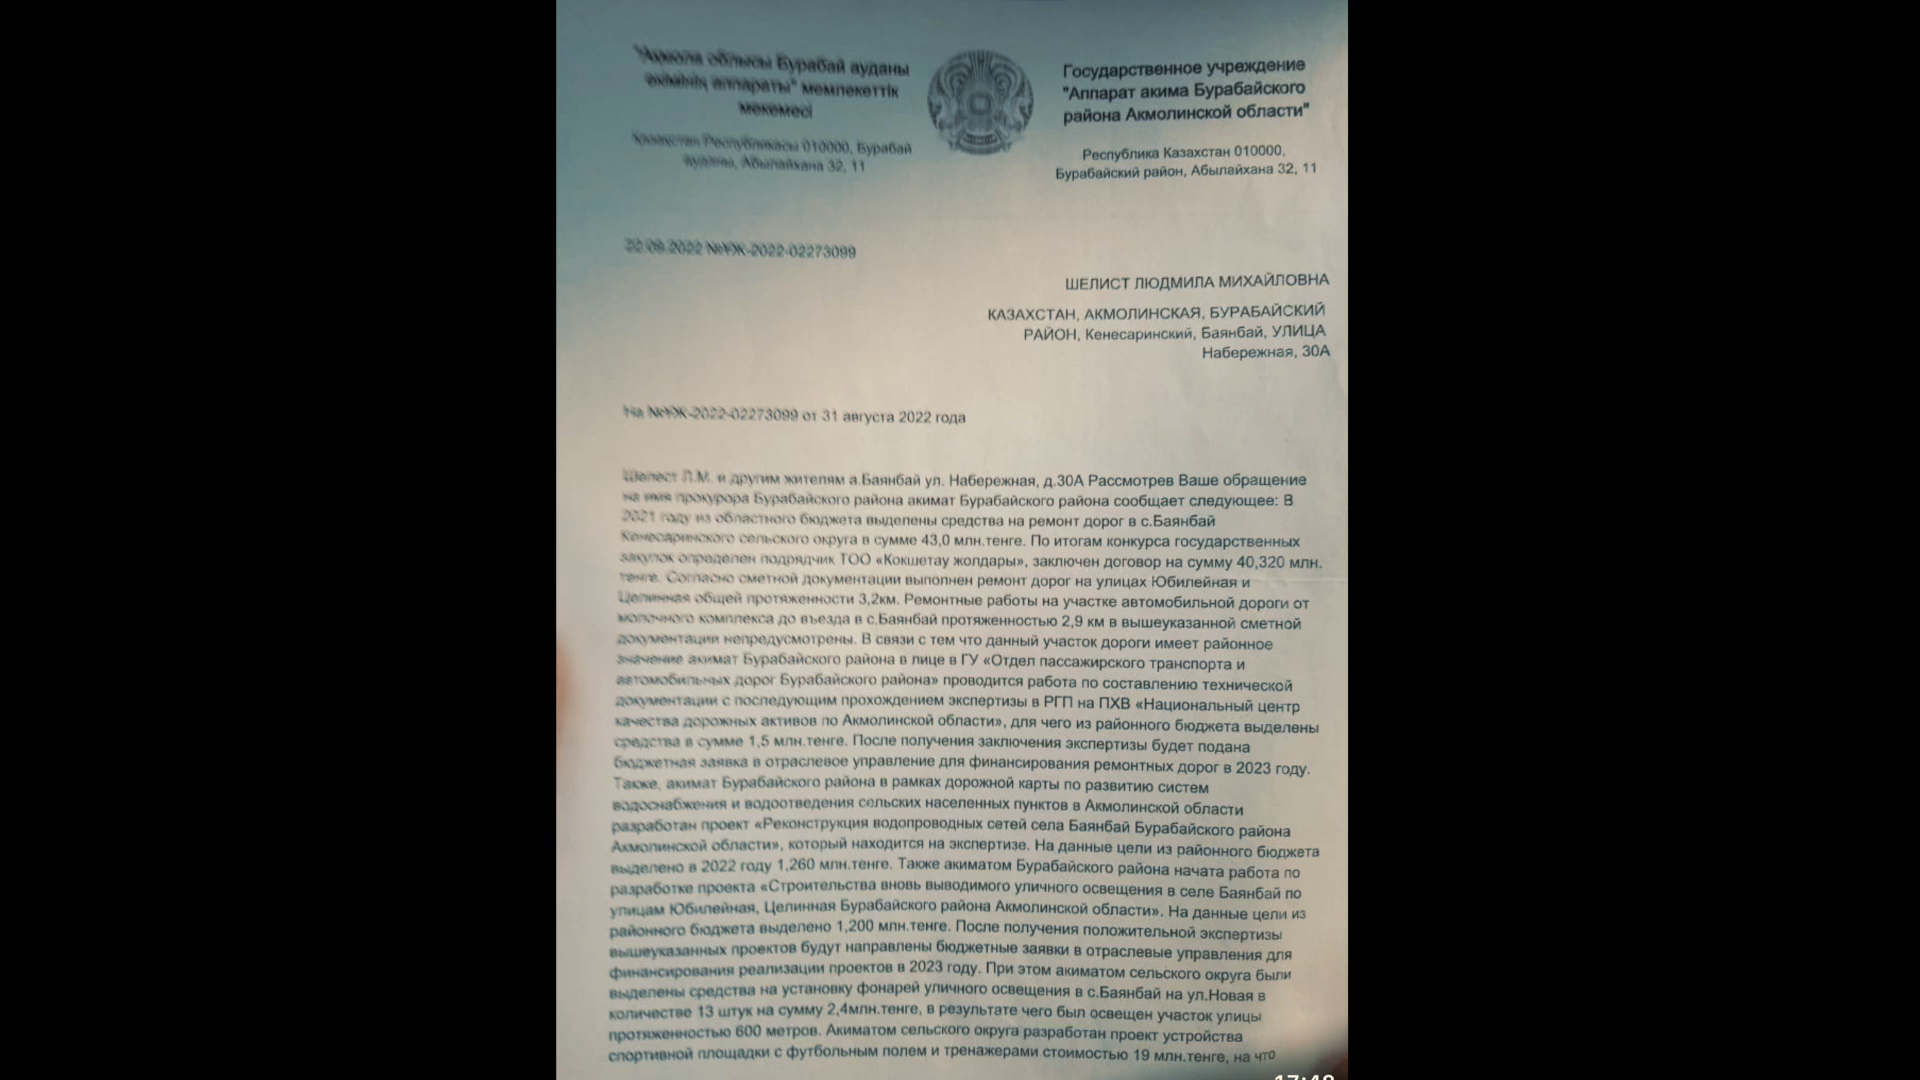 "Ақмола облысы Бурабай ауданы
әкімінің аппараты" мемлекеттік
мекемесі
Қазақстан Республикасы 010000, Бурабай
ауданы, Абылайхана 32, 11
Государственное учреждение
"Аппарат акима Бурабайского
района Акмолинской области"
Республика Казахстан 010000,
Бурабайский район, Абылайхана 32, 11
22.09.2022 №ҮЖ-2022-02273099
ШЕЛИСТ ЛЮДМИЛА МИХАЙЛОВНА
КАЗАХСТАН, АКМОЛИНСКАЯ, БУРАБАЙСКИЙ
РАЙОН, Кенесаринский, Баянбай, УЛИЦА
Набережная, 30А
На №ҮЖ-2022-02273099 от 31 августа 2022 года
Шелест Л.М. и другим жителям а.Баянбай ул. Набережная, д.30А Рассмотрев Ваше обращение
на имя прокурора Бурабайского района акимат Бурабайского района сообщает следующее: В
2021 году из областного бюджета выделены средства на ремонт дорог в с.Баянбай
Кенесаринского сельского округа в сумме 43,0 млн.тенге. По итогам конкурса государственных
закупок определен подрядчик ТОО «Кокшетау жолдары», заключен договор на сумму 40,320 млн.
тенге. Согласно сметной документации выполнен ремонт дорог на улицах Юбилейная и
Целинная общей протяженности 3,2км. Ремонтные работы на участке автомобильной дороги от
молочного комплекса до въезда в с.Баянбай протяженностью 2,9 км в вышеуказанной сметной
документации непредусмотрены. В связи с тем что данный участок дороги имеет районное
значение акимат Бурабайского района в лице в ГУ «Отдел пассажирского транспорта и
автомобильных дорог Бурабайского района» проводится работа по составлению технической
документации с последующим прохождением экспертизы в РГП на ПХВ «Национальный центр
качества дорожных активов по Акмолинской области», для чего из районного бюджета выделены
средства в сумме 1,5 млн.тенге. После получения заключения экспертизы будет подана
бюджетная заявка в отраслевое управление для финансирования ремонтных дорог в 2023 году.
Также, акимат Бурабайского района в рамках дорожной карты по развитию систем
водоснабжения и водоотведения сельских населенных пунктов в Акмолинской области
разработан проект «Реконструкция водопроводных сетей села Баянбай Бурабайского района
Акмолинской области», который находится на экспертизе. На данные цели из районного бюджета
выделено в 2022 году 1,260 млн.тенге. Также акиматом Бурабайского района начата работа по
разработке проекта «Строительства вновь выводимого уличного освещения в селе Баянбай по
улицам Юбилейная, Целинная Бурабайского района Акмолинской области». На данные цели из
районного бюджета выделено 1,200 млн.тенге. После получения положительной экспертизы
вышеуказанных проектов будут направлены бюджетные заявки в отраслевые управления для
финансирования реализации проектов в 2023 году. При этом акиматом сельского округа были
выделены средства на установку фонарей уличного освещения в с.Баянбай на ул.Новая в
количестве 13 штук на сумму 2,4млн.тенге, в результате чего был освещен участок улицы
протяженностью 600 метров. Акиматом сельского округа разработан проект устройства
спортивной площадки с футбольным полем и тренажерами стоимостью 19 млн.тенге, на что